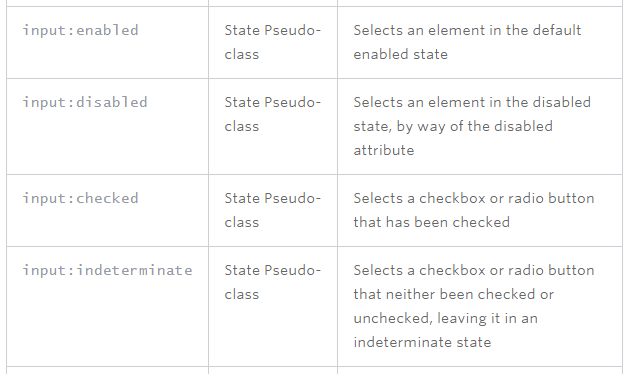 input:enabled
State Pseudo-
class
Selects an element in the default
enabled state
input:disabled
State Pseudo-
class
Selects an element in the disabled
state, by way of the disabled
attribute
input:checked
State Pseudo-
class
Selects a checkbox or radio button
that has been checked
input:indeterminate
State Pseudo-
class
Selects a checkbox or radio button
that neither been checked or
unchecked, leaving it in an
indeterminate state